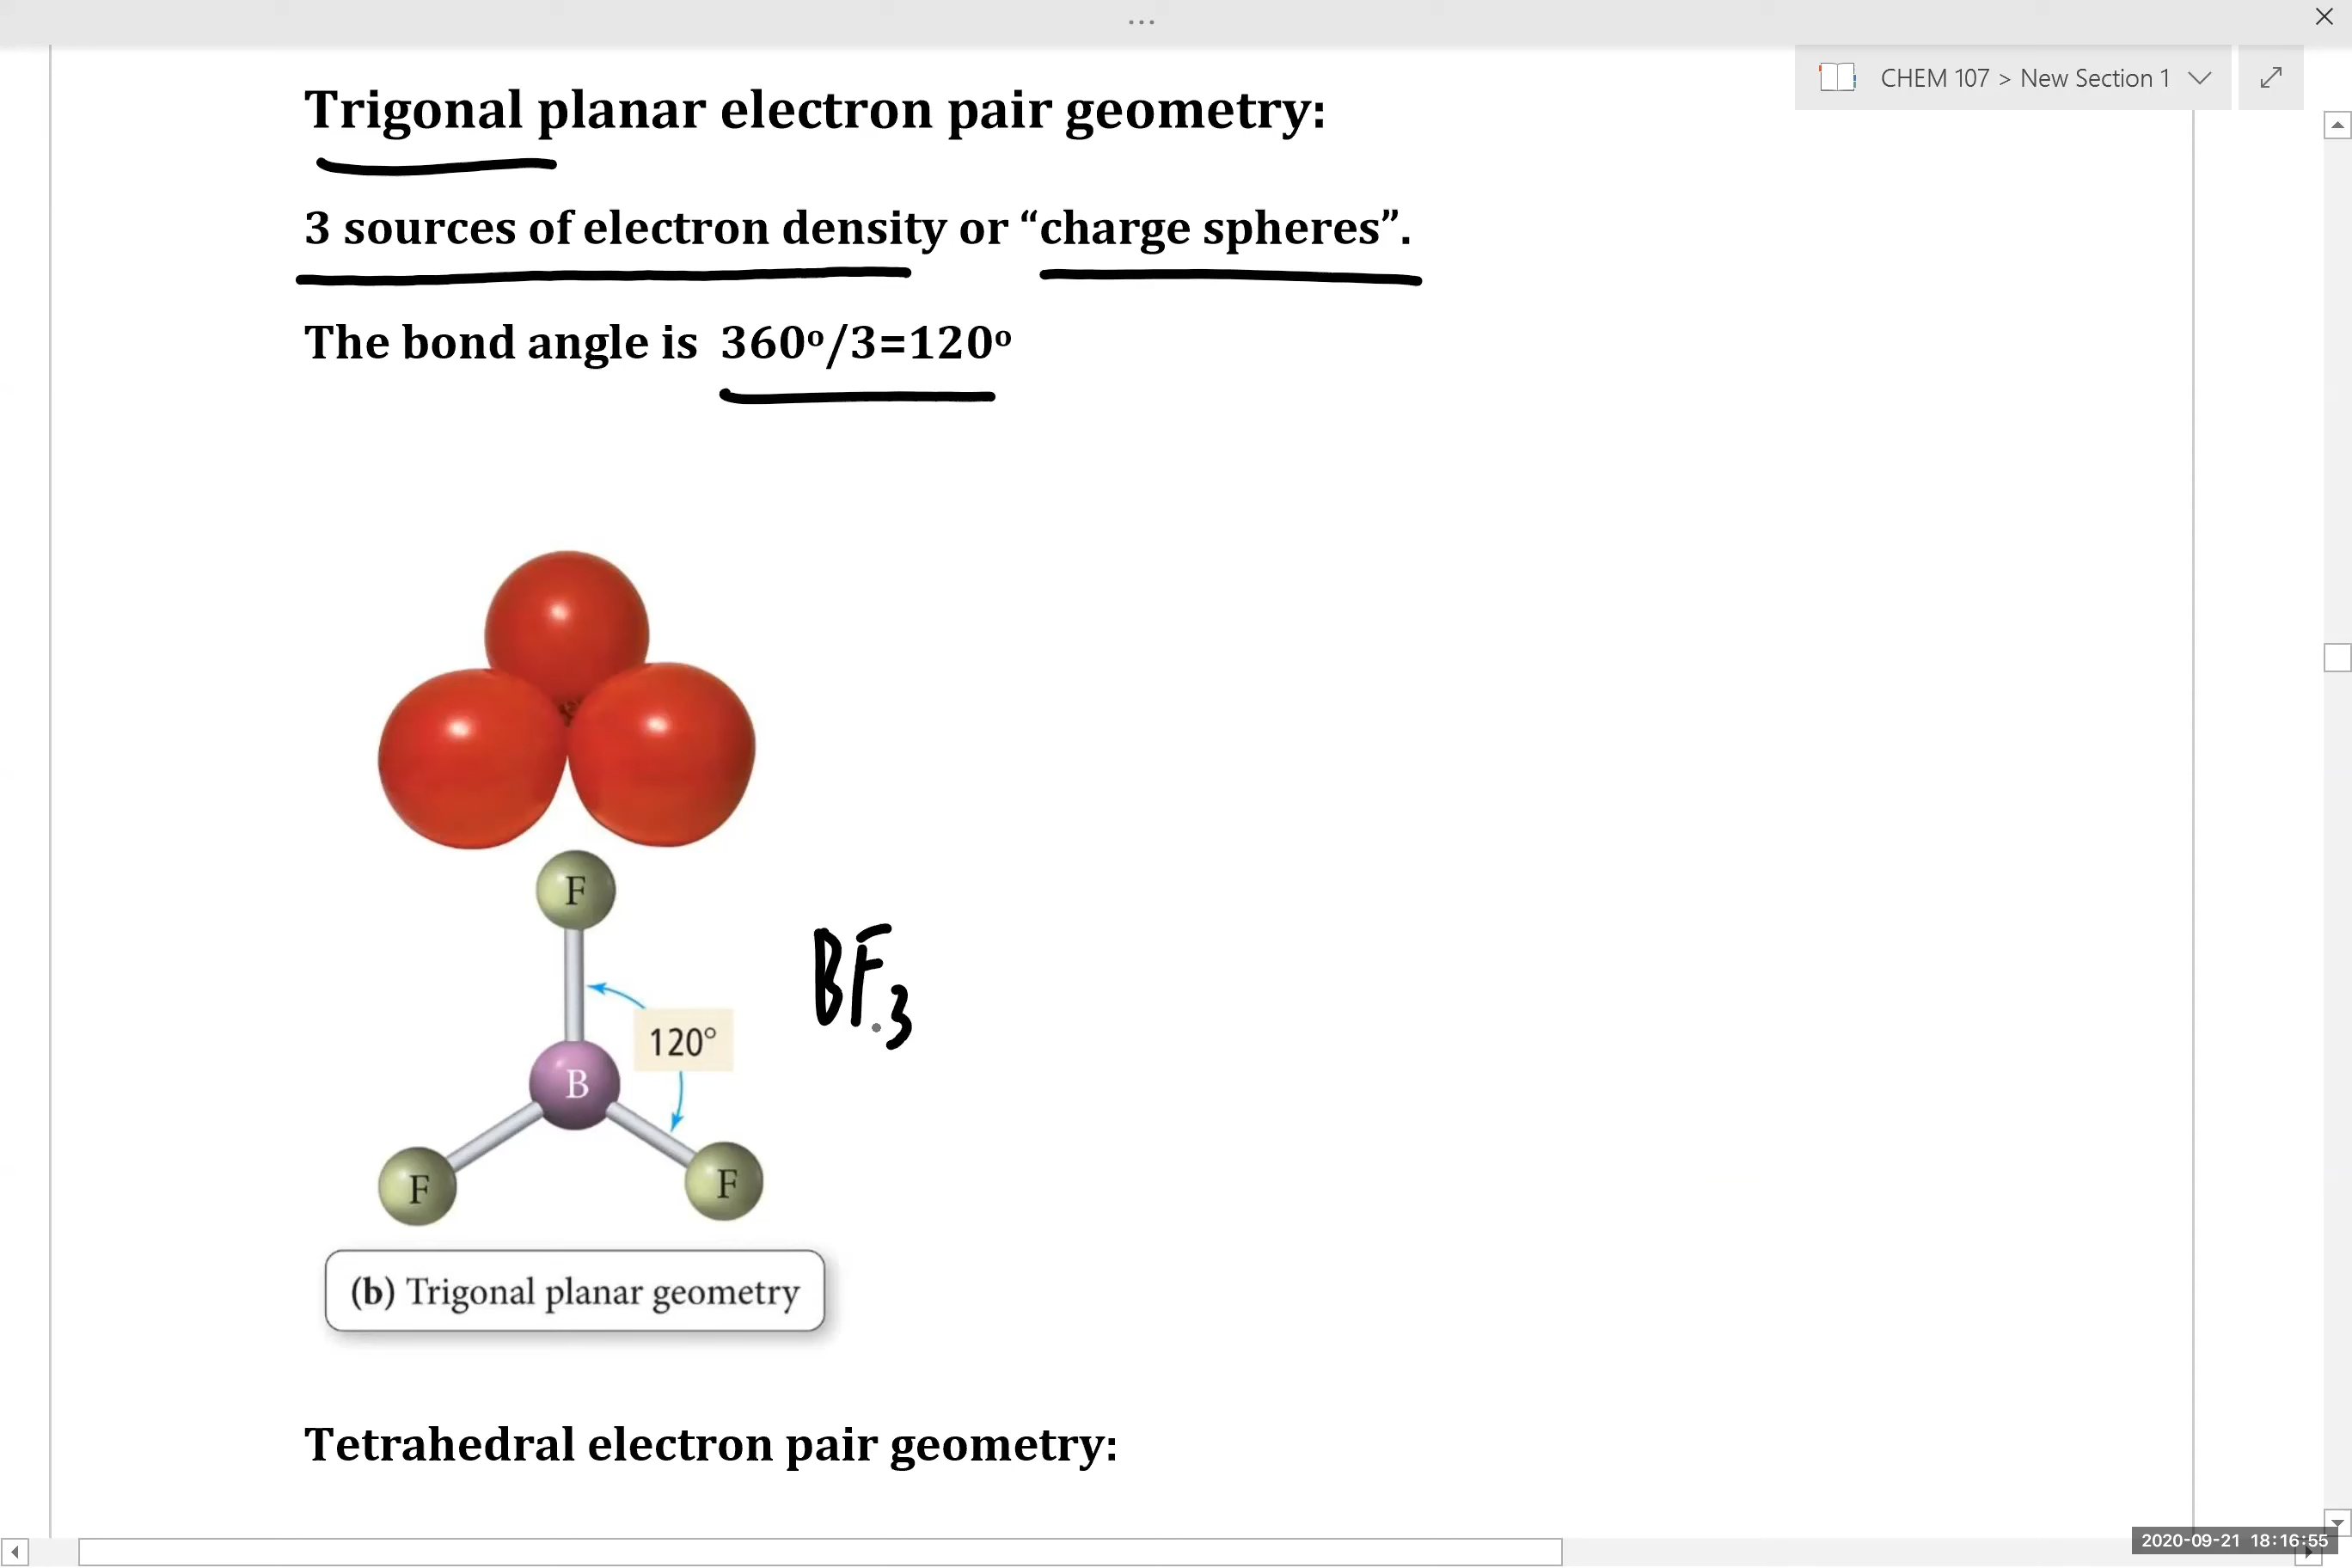 CHEM 107 > New Section 1
Trigonal planar electron pair geometry:
3 sources of electron density or “charge spheres”.
The bond angle is 360º/3=120º
F
BF3
120°
B
F
F
(b) Trigonal planar geometry
Tetrahedral electron pair geometry:
2020-09-21 18:16:55